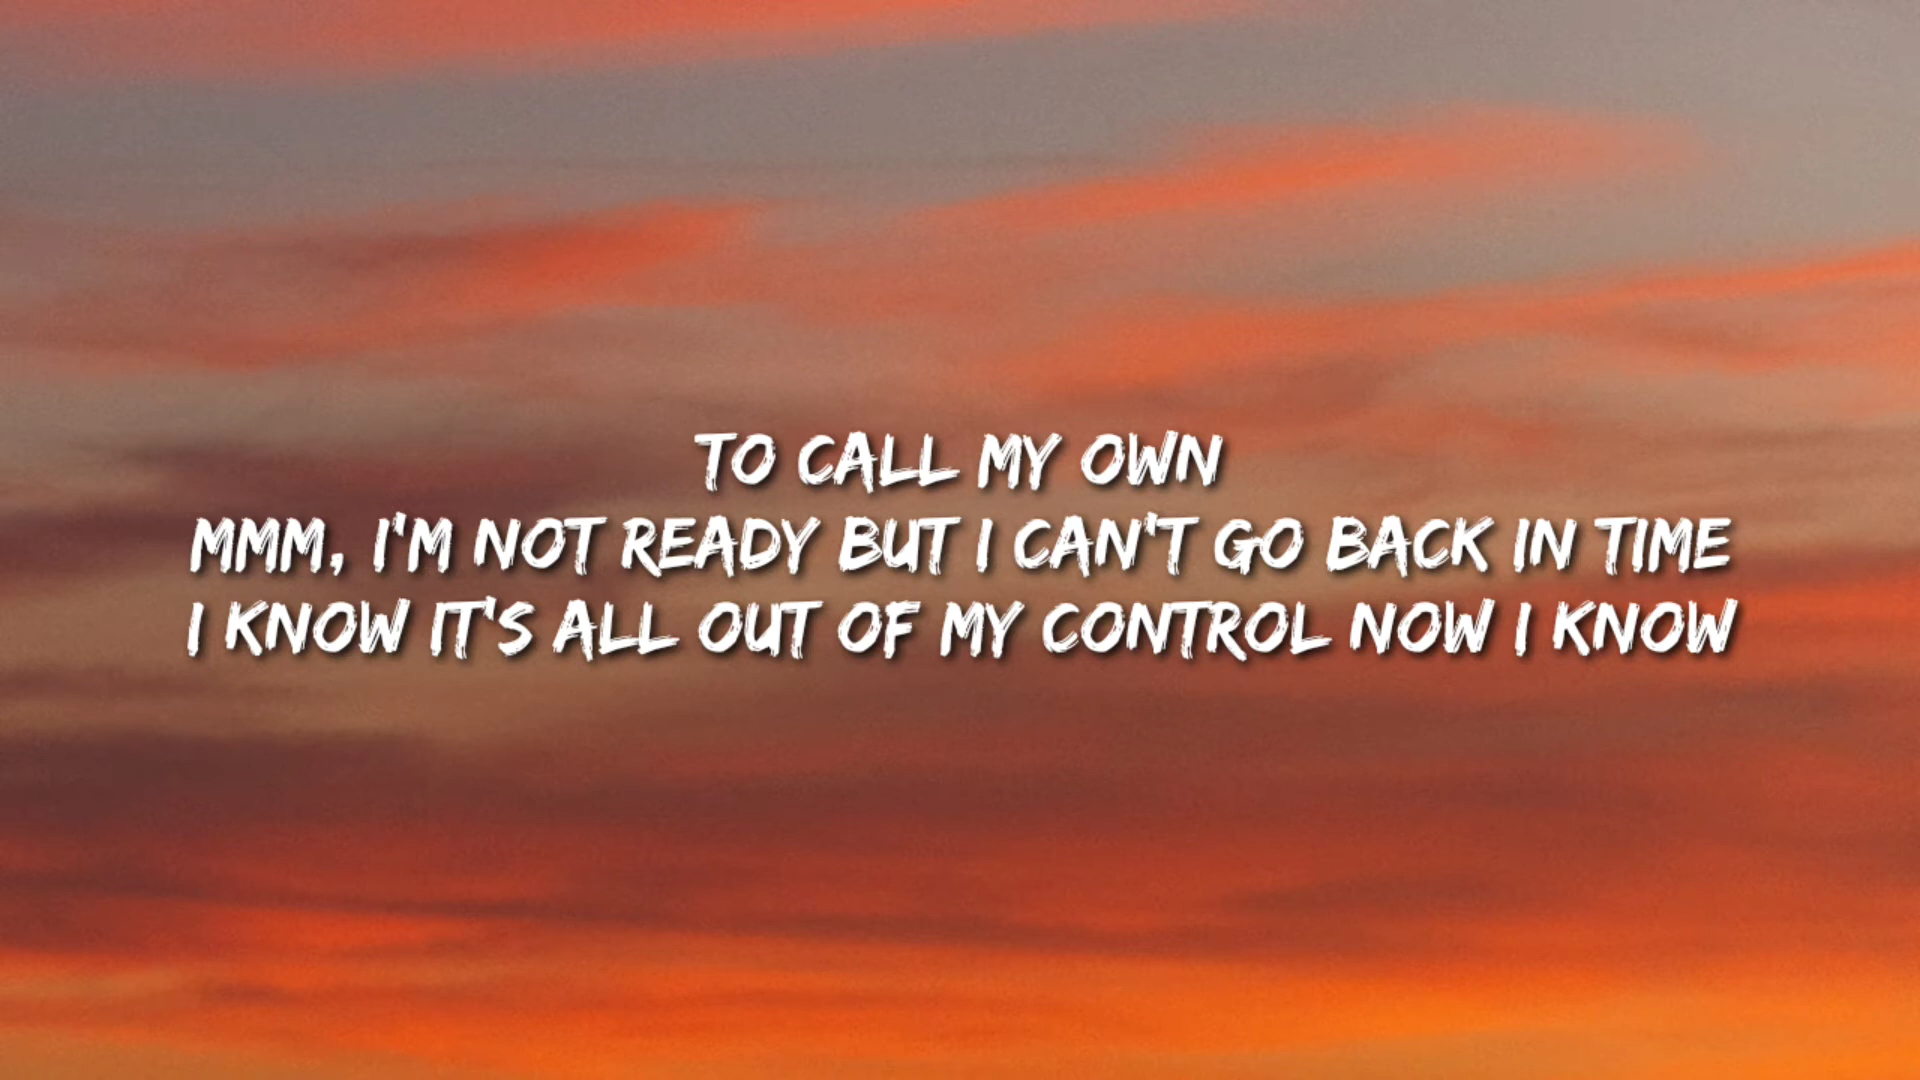 TO CALL MY OWN
MMM, I'M NOT READY BUT I CAN'T GO BACK IN TIME
I KNOW IT'S ALL OUT OF MY CONTROL NOW I KNOW